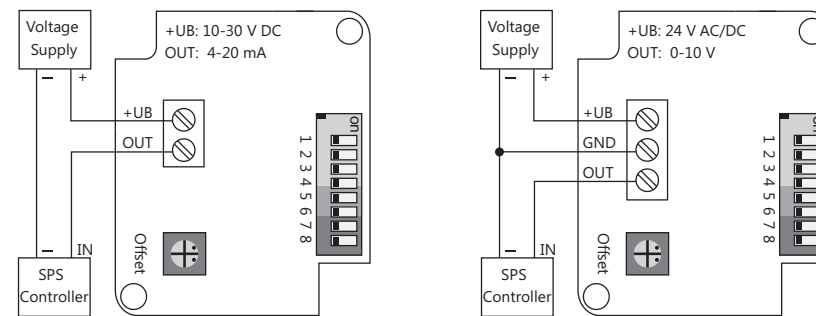 Voltage
Supply
– +
+UB: 10-30 V DC
OUT: 4-20 mA
+UB
OUT
on
1 2 3 4 5 6 7 8
Offset
– IN
SPS
Controller
Voltage
Supply
– +
+UB: 24 V AC/DC
OUT: 0-10 V
+UB
GND
OUT
on
1 2 3 4 5 6 7 8
Offset
– IN
SPS
Controller